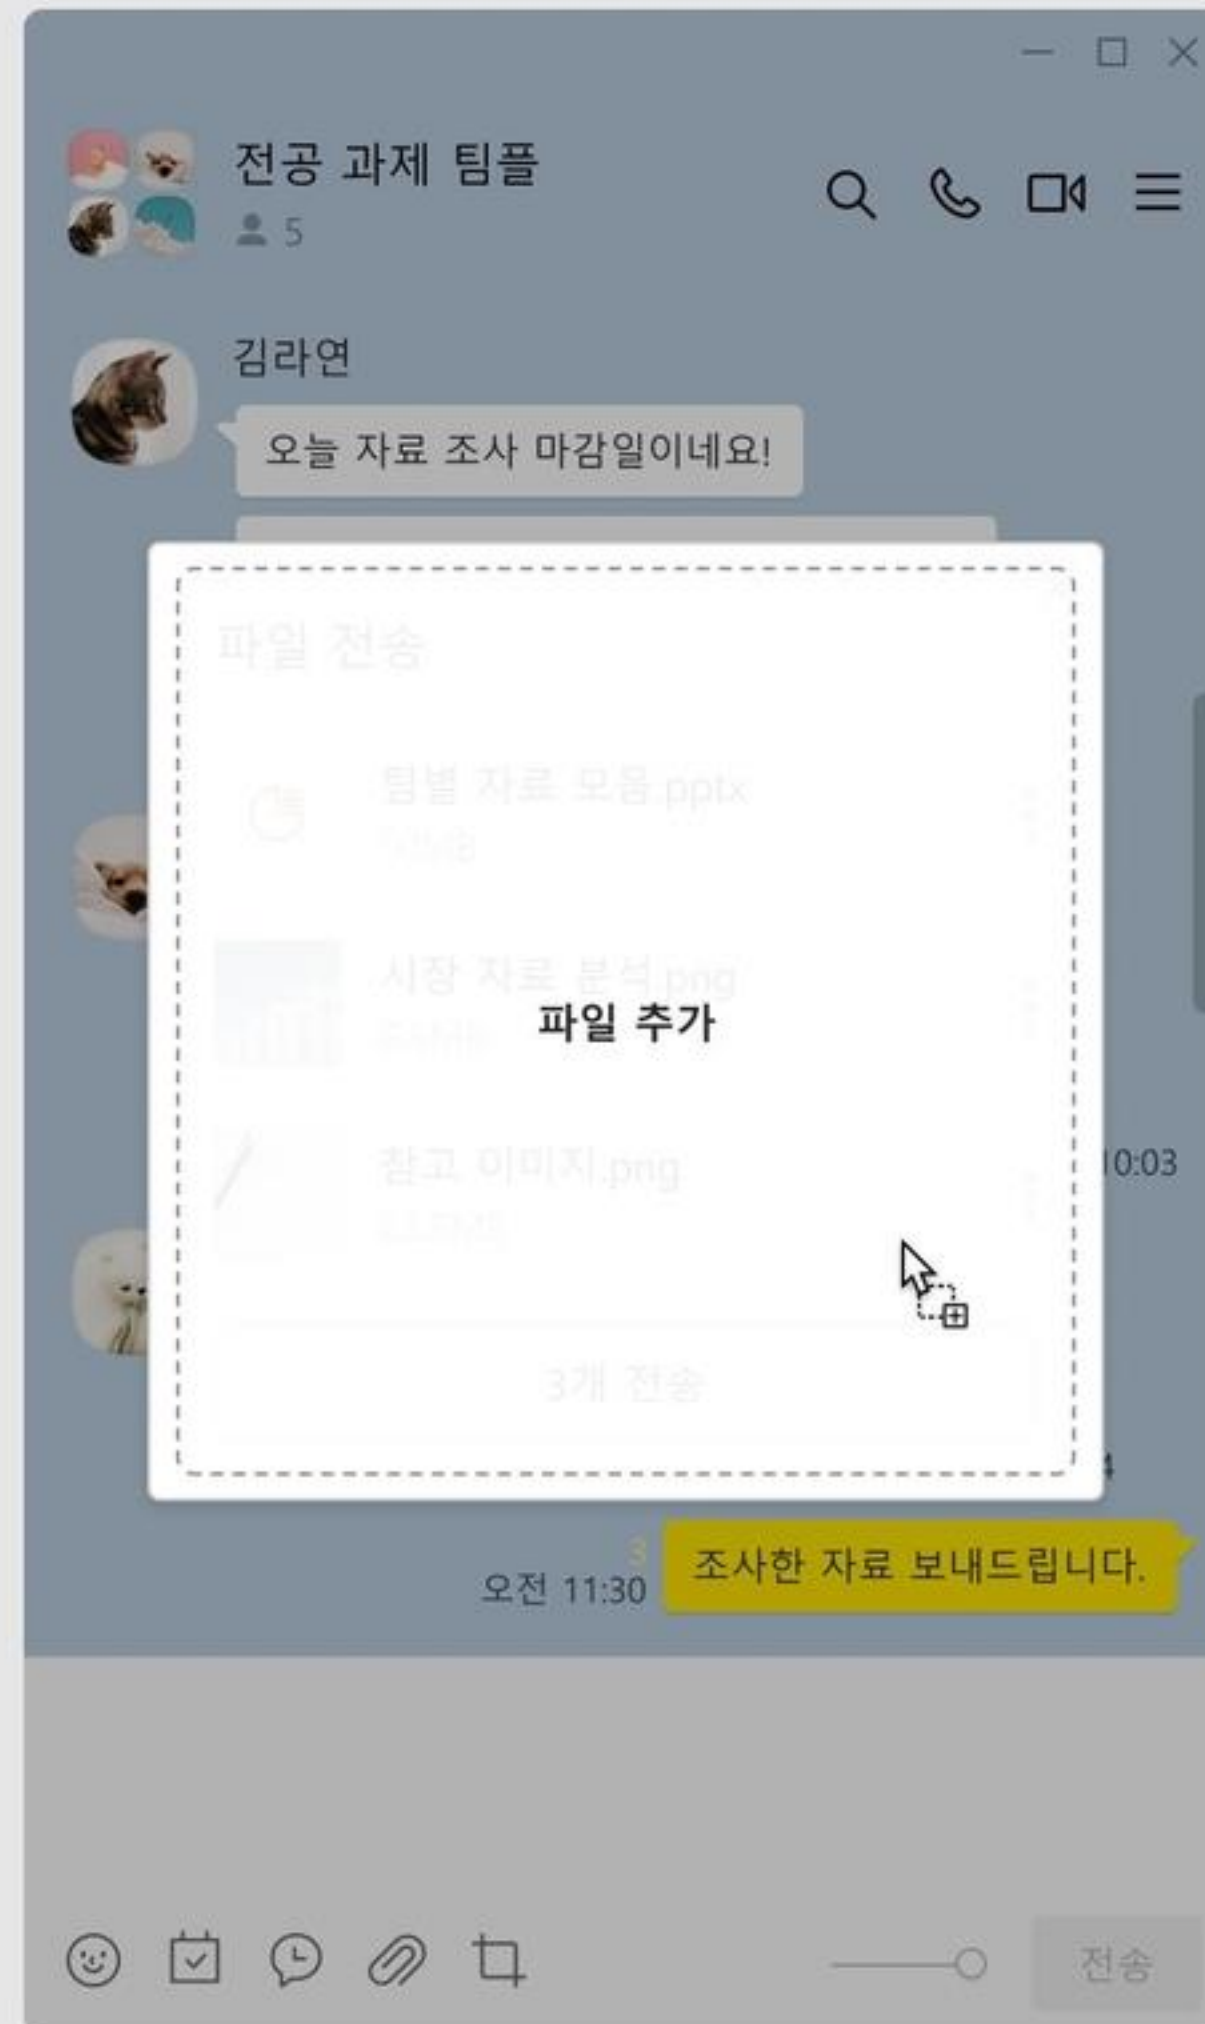 전공 과제 팀플
5
김라연
오늘 자료 조사 마감일이네요!
파일 전송
팀별 자료 모음.pptx
시장 자료 분석.png
파일 추가
참고 이미지.png
10:03
3개 전송
3
오전 11:30
조사한 자료 보내드립니다.
전송